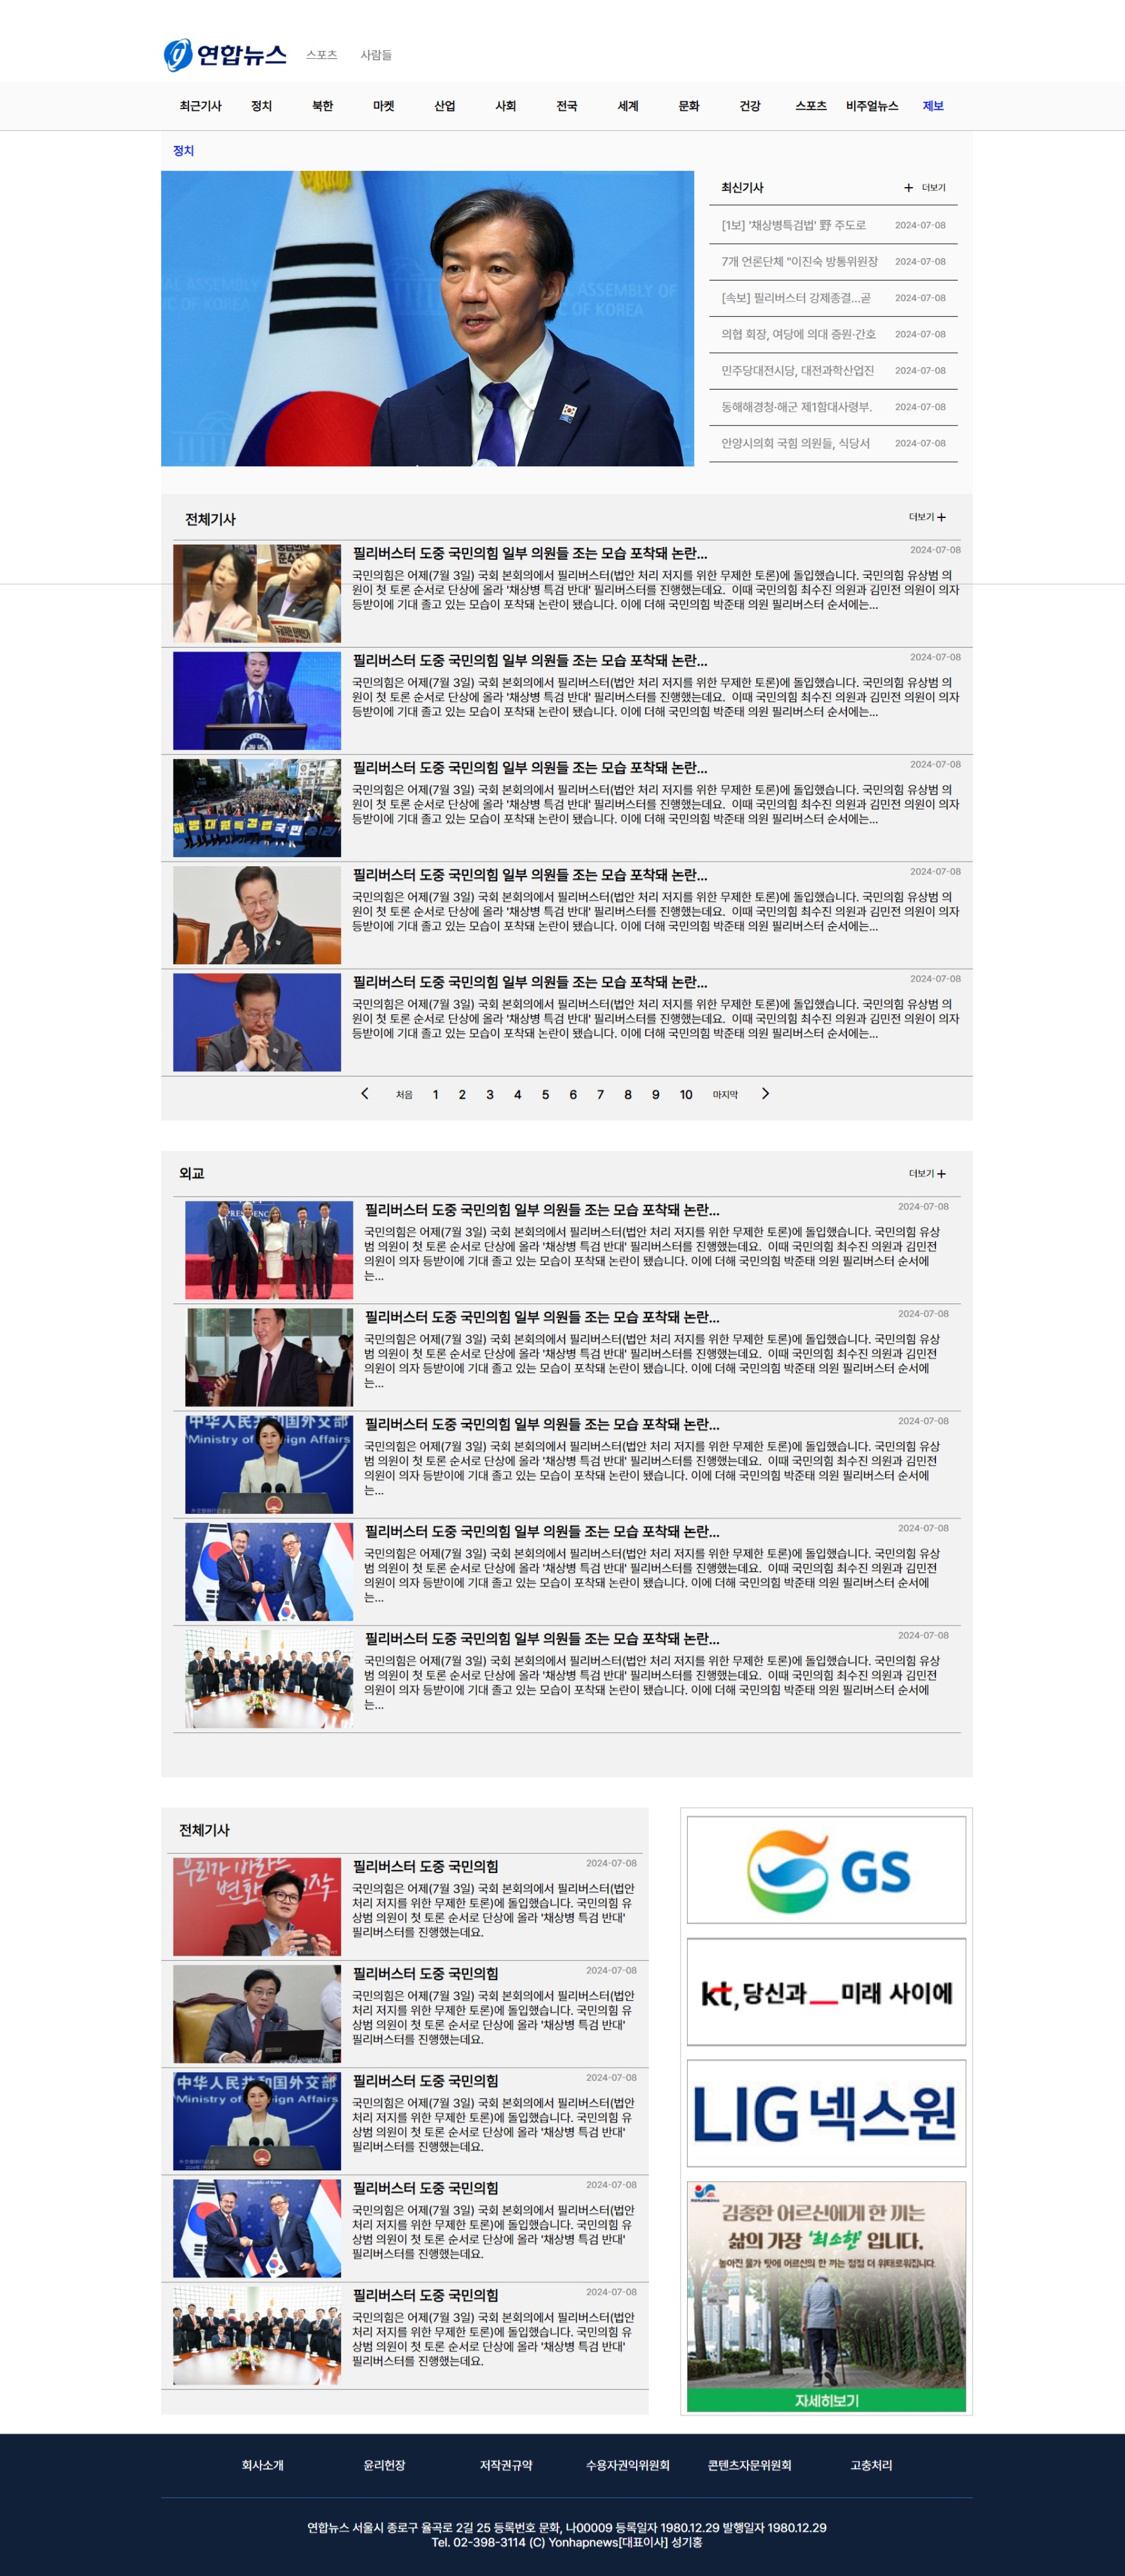 연합뉴스 스포츠 사람들
최근기사 정치 북한 마켓 산업 사회 전국 세계 문화 건강 스포츠 비주얼뉴스 제보
정치
최신기사 + 더보기
[1보] '채상병특검법' 野 주도로 2024-07-08
7개 언론단체 "이진숙 방통위원장 2024-07-08
[속보] 필리버스터 강제종결...곧 2024-07-08
의협 회장, 여당에 의대 증원·간호 2024-07-08
민주당대전시당, 대전과학산업진 2024-07-08
동해해경청·해군 제1함대사령부. 2024-07-08
안양시의회 국힘 의원들, 식당서 2024-07-08
전체기사 더보기 +
필리버스터 도중 국민의힘 일부 의원들 조는 모습 포착돼 논란... 2024-07-08
국민의힘은 어제(7월 3일) 국회 본회의에서 필리버스터(법안 처리 저지를 위한 무제한 토론)에 돌입했습니다. 국민의힘 유상범 의
원이 첫 토론 순서로 단상에 올라 '채상병 특검 반대' 필리버스터를 진행했는데요. 이때 국민의힘 최수진 의원과 김민전 의원이 의자
등받이에 기대 졸고 있는 모습이 포착돼 논란이 됐습니다. 이에 더해 국민의힘 박준태 의원 필리버스터 순서에는...
필리버스터 도중 국민의힘 일부 의원들 조는 모습 포착돼 논란... 2024-07-08
국민의힘은 어제(7월 3일) 국회 본회의에서 필리버스터(법안 처리 저지를 위한 무제한 토론)에 돌입했습니다. 국민의힘 유상범 의
원이 첫 토론 순서로 단상에 올라 '채상병 특검 반대' 필리버스터를 진행했는데요. 이때 국민의힘 최수진 의원과 김민전 의원이 의자
등받이에 기대 졸고 있는 모습이 포착돼 논란이 됐습니다. 이에 더해 국민의힘 박준태 의원 필리버스터 순서에는...
필리버스터 도중 국민의힘 일부 의원들 조는 모습 포착돼 논란... 2024-07-08
국민의힘은 어제(7월 3일) 국회 본회의에서 필리버스터(법안 처리 저지를 위한 무제한 토론)에 돌입했습니다. 국민의힘 유상범 의
원이 첫 토론 순서로 단상에 올라 '채상병 특검 반대' 필리버스터를 진행했는데요. 이때 국민의힘 최수진 의원과 김민전 의원이 의자
등받이에 기대 졸고 있는 모습이 포착돼 논란이 됐습니다. 이에 더해 국민의힘 박준태 의원 필리버스터 순서에는...
필리버스터 도중 국민의힘 일부 의원들 조는 모습 포착돼 논란... 2024-07-08
국민의힘은 어제(7월 3일) 국회 본회의에서 필리버스터(법안 처리 저지를 위한 무제한 토론)에 돌입했습니다. 국민의힘 유상범 의
원이 첫 토론 순서로 단상에 올라 '채상병 특검 반대' 필리버스터를 진행했는데요. 이때 국민의힘 최수진 의원과 김민전 의원이 의자
등받이에 기대 졸고 있는 모습이 포착돼 논란이 됐습니다. 이에 더해 국민의힘 박준태 의원 필리버스터 순서에는...
필리버스터 도중 국민의힘 일부 의원들 조는 모습 포착돼 논란... 2024-07-08
국민의힘은 어제(7월 3일) 국회 본회의에서 필리버스터(법안 처리 저지를 위한 무제한 토론)에 돌입했습니다. 국민의힘 유상범 의
원이 첫 토론 순서로 단상에 올라 '채상병 특검 반대' 필리버스터를 진행했는데요. 이때 국민의힘 최수진 의원과 김민전 의원이 의자
등받이에 기대 졸고 있는 모습이 포착돼 논란이 됐습니다. 이에 더해 국민의힘 박준태 의원 필리버스터 순서에는...
처음 1 2 3 4 5 6 7 8 9 10 마지막
외교 더보기 +
필리버스터 도중 국민의힘 일부 의원들 조는 모습 포착돼 논란... 2024-07-08
국민의힘은 어제(7월 3일) 국회 본회의에서 필리버스터(법안 처리 저지를 위한 무제한 토론)에 돌입했습니다. 국민의힘 유상
범 의원이 첫 토론 순서로 단상에 올라 '채상병 특검 반대' 필리버스터를 진행했는데요. 이때 국민의힘 최수진 의원과 김민전
의원이 의자 등받이에 기대 졸고 있는 모습이 포착돼 논란이 됐습니다. 이에 더해 국민의힘 박준태 의원 필리버스터 순서에
는...
필리버스터 도중 국민의힘 일부 의원들 조는 모습 포착돼 논란... 2024-07-08
국민의힘은 어제(7월 3일) 국회 본회의에서 필리버스터(법안 처리 저지를 위한 무제한 토론)에 돌입했습니다. 국민의힘 유상
범 의원이 첫 토론 순서로 단상에 올라 '채상병 특검 반대' 필리버스터를 진행했는데요. 이때 국민의힘 최수진 의원과 김민전
의원이 의자 등받이에 기대 졸고 있는 모습이 포착돼 논란이 됐습니다. 이에 더해 국민의힘 박준태 의원 필리버스터 순서에
는...
中华人民共和国外交部
Ministry of Foreign Affairs
필리버스터 도중 국민의힘 일부 의원들 조는 모습 포착돼 논란... 2024-07-08
국민의힘은 어제(7월 3일) 국회 본회의에서 필리버스터(법안 처리 저지를 위한 무제한 토론)에 돌입했습니다. 국민의힘 유상
범 의원이 첫 토론 순서로 단상에 올라 '채상병 특검 반대' 필리버스터를 진행했는데요. 이때 국민의힘 최수진 의원과 김민전
의원이 의자 등받이에 기대 졸고 있는 모습이 포착돼 논란이 됐습니다. 이에 더해 국민의힘 박준태 의원 필리버스터 순서에
는...
필리버스터 도중 국민의힘 일부 의원들 조는 모습 포착돼 논란... 2024-07-08
국민의힘은 어제(7월 3일) 국회 본회의에서 필리버스터(법안 처리 저지를 위한 무제한 토론)에 돌입했습니다. 국민의힘 유상
범 의원이 첫 토론 순서로 단상에 올라 '채상병 특검 반대' 필리버스터를 진행했는데요. 이때 국민의힘 최수진 의원과 김민전
의원이 의자 등받이에 기대 졸고 있는 모습이 포착돼 논란이 됐습니다. 이에 더해 국민의힘 박준태 의원 필리버스터 순서에
는...
필리버스터 도중 국민의힘 일부 의원들 조는 모습 포착돼 논란... 2024-07-08
국민의힘은 어제(7월 3일) 국회 본회의에서 필리버스터(법안 처리 저지를 위한 무제한 토론)에 돌입했습니다. 국민의힘 유상
범 의원이 첫 토론 순서로 단상에 올라 '채상병 특검 반대' 필리버스터를 진행했는데요. 이때 국민의힘 최수진 의원과 김민전
의원이 의자 등받이에 기대 졸고 있는 모습이 포착돼 논란이 됐습니다. 이에 더해 국민의힘 박준태 의원 필리버스터 순서에
는...
전체기사
필리버스터 도중 국민의힘 2024-07-08
국민의힘은 어제(7월 3일) 국회 본회의에서 필리버스터(법안
처리 저지를 위한 무제한 토론)에 돌입했습니다. 국민의힘 유
상범 의원이 첫 토론 순서로 단상에 올라 '채상병 특검 반대'
필리버스터를 진행했는데요.
필리버스터 도중 국민의힘 2024-07-08
국민의힘은 어제(7월 3일) 국회 본회의에서 필리버스터(법안
처리 저지를 위한 무제한 토론)에 돌입했습니다. 국민의힘 유
상범 의원이 첫 토론 순서로 단상에 올라 '채상병 특검 반대'
필리버스터를 진행했는데요.
中华人民共和国外交部
Ministry of Foreign Affairs
필리버스터 도중 국민의힘 2024-07-08
국민의힘은 어제(7월 3일) 국회 본회의에서 필리버스터(법안
처리 저지를 위한 무제한 토론)에 돌입했습니다. 국민의힘 유
상범 의원이 첫 토론 순서로 단상에 올라 '채상병 특검 반대'
필리버스터를 진행했는데요.
필리버스터 도중 국민의힘 2024-07-08
국민의힘은 어제(7월 3일) 국회 본회의에서 필리버스터(법안
처리 저지를 위한 무제한 토론)에 돌입했습니다. 국민의힘 유
상범 의원이 첫 토론 순서로 단상에 올라 '채상병 특검 반대'
필리버스터를 진행했는데요.
필리버스터 도중 국민의힘 2024-07-08
국민의힘은 어제(7월 3일) 국회 본회의에서 필리버스터(법안
처리 저지를 위한 무제한 토론)에 돌입했습니다. 국민의힘 유
상범 의원이 첫 토론 순서로 단상에 올라 '채상병 특검 반대'
필리버스터를 진행했는데요.
GS
kt, 당신과__미래 사이에
LIG 넥스원
김종한 어르신에게 한 끼는
삶의 가장 '최소한' 입니다.
높아진 물가 탓에 어르신의 한 끼는 점점 더 위태로워집니다.
자세히보기
회사소개 윤리헌장 저작권규약 수용자권익위원회 콘텐츠자문위원회 고충처리
연합뉴스 서울시 종로구 율곡로 2길 25 등록번호 문화, 나00009 등록일자 1980.12.29 발행일자 1980.12.29
Tel. 02-398-3114 (C) Yonhapnews[대표이사] 성기홍